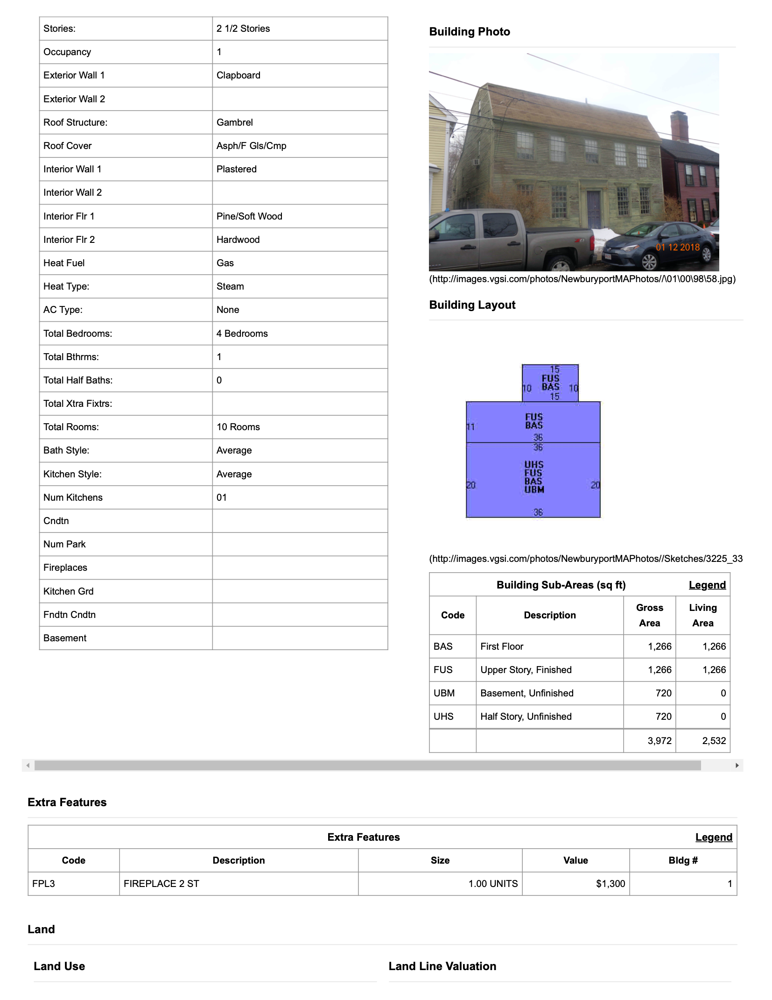 Stories: 2 1/2 Stories
Occupancy 1
Exterior Wall 1 Clapboard
Exterior Wall 2
Roof Structure: Gambrel
Roof Cover Asph/F Gls/Cmp
Interior Wall 1 Plastered
Interior Wall 2
Interior Flr 1 Pine/Soft Wood
Interior Flr 2 Hardwood
Heat Fuel Gas
Heat Type: Steam
AC Type: None
Total Bedrooms: 4 Bedrooms
Total Bthrms: 1
Total Half Baths: 0
Total Xtra Fixtrs:
Total Rooms: 10 Rooms
Bath Style: Average
Kitchen Style: Average
Num Kitchens 01
Cndtn
Num Park
Fireplaces
Kitchen Grd
Fndtn Cndtn
Basement
Building Photo
Z71
01 12 2018
(http://images.vgsi.com/photos/NewburyportMAPhotos//\01\00\98\58.jpg)
Building Layout
15
FUS
10 BAS 10
15
FUS
11 BAS
36
36
UHS
FUS
20 BAS 20
UBM
36
(http://images.vgsi.com/photos/NewburyportMAPhotos//Sketches/3225_33
Building Sub-Areas (sq ft) Legend
Code Description Gross Area Living Area
BAS First Floor 1,266 1,266
FUS Upper Story, Finished 1,266 1,266
UBM Basement, Unfinished 720 0
UHS Half Story, Unfinished 720 0
3,972 2,532
Extra Features
Extra Features Legend
Code Description Size Value Bldg #
FPL3 FIREPLACE 2 ST 1.00 UNITS $1,300 1
Land
Land Use Land Line Valuation